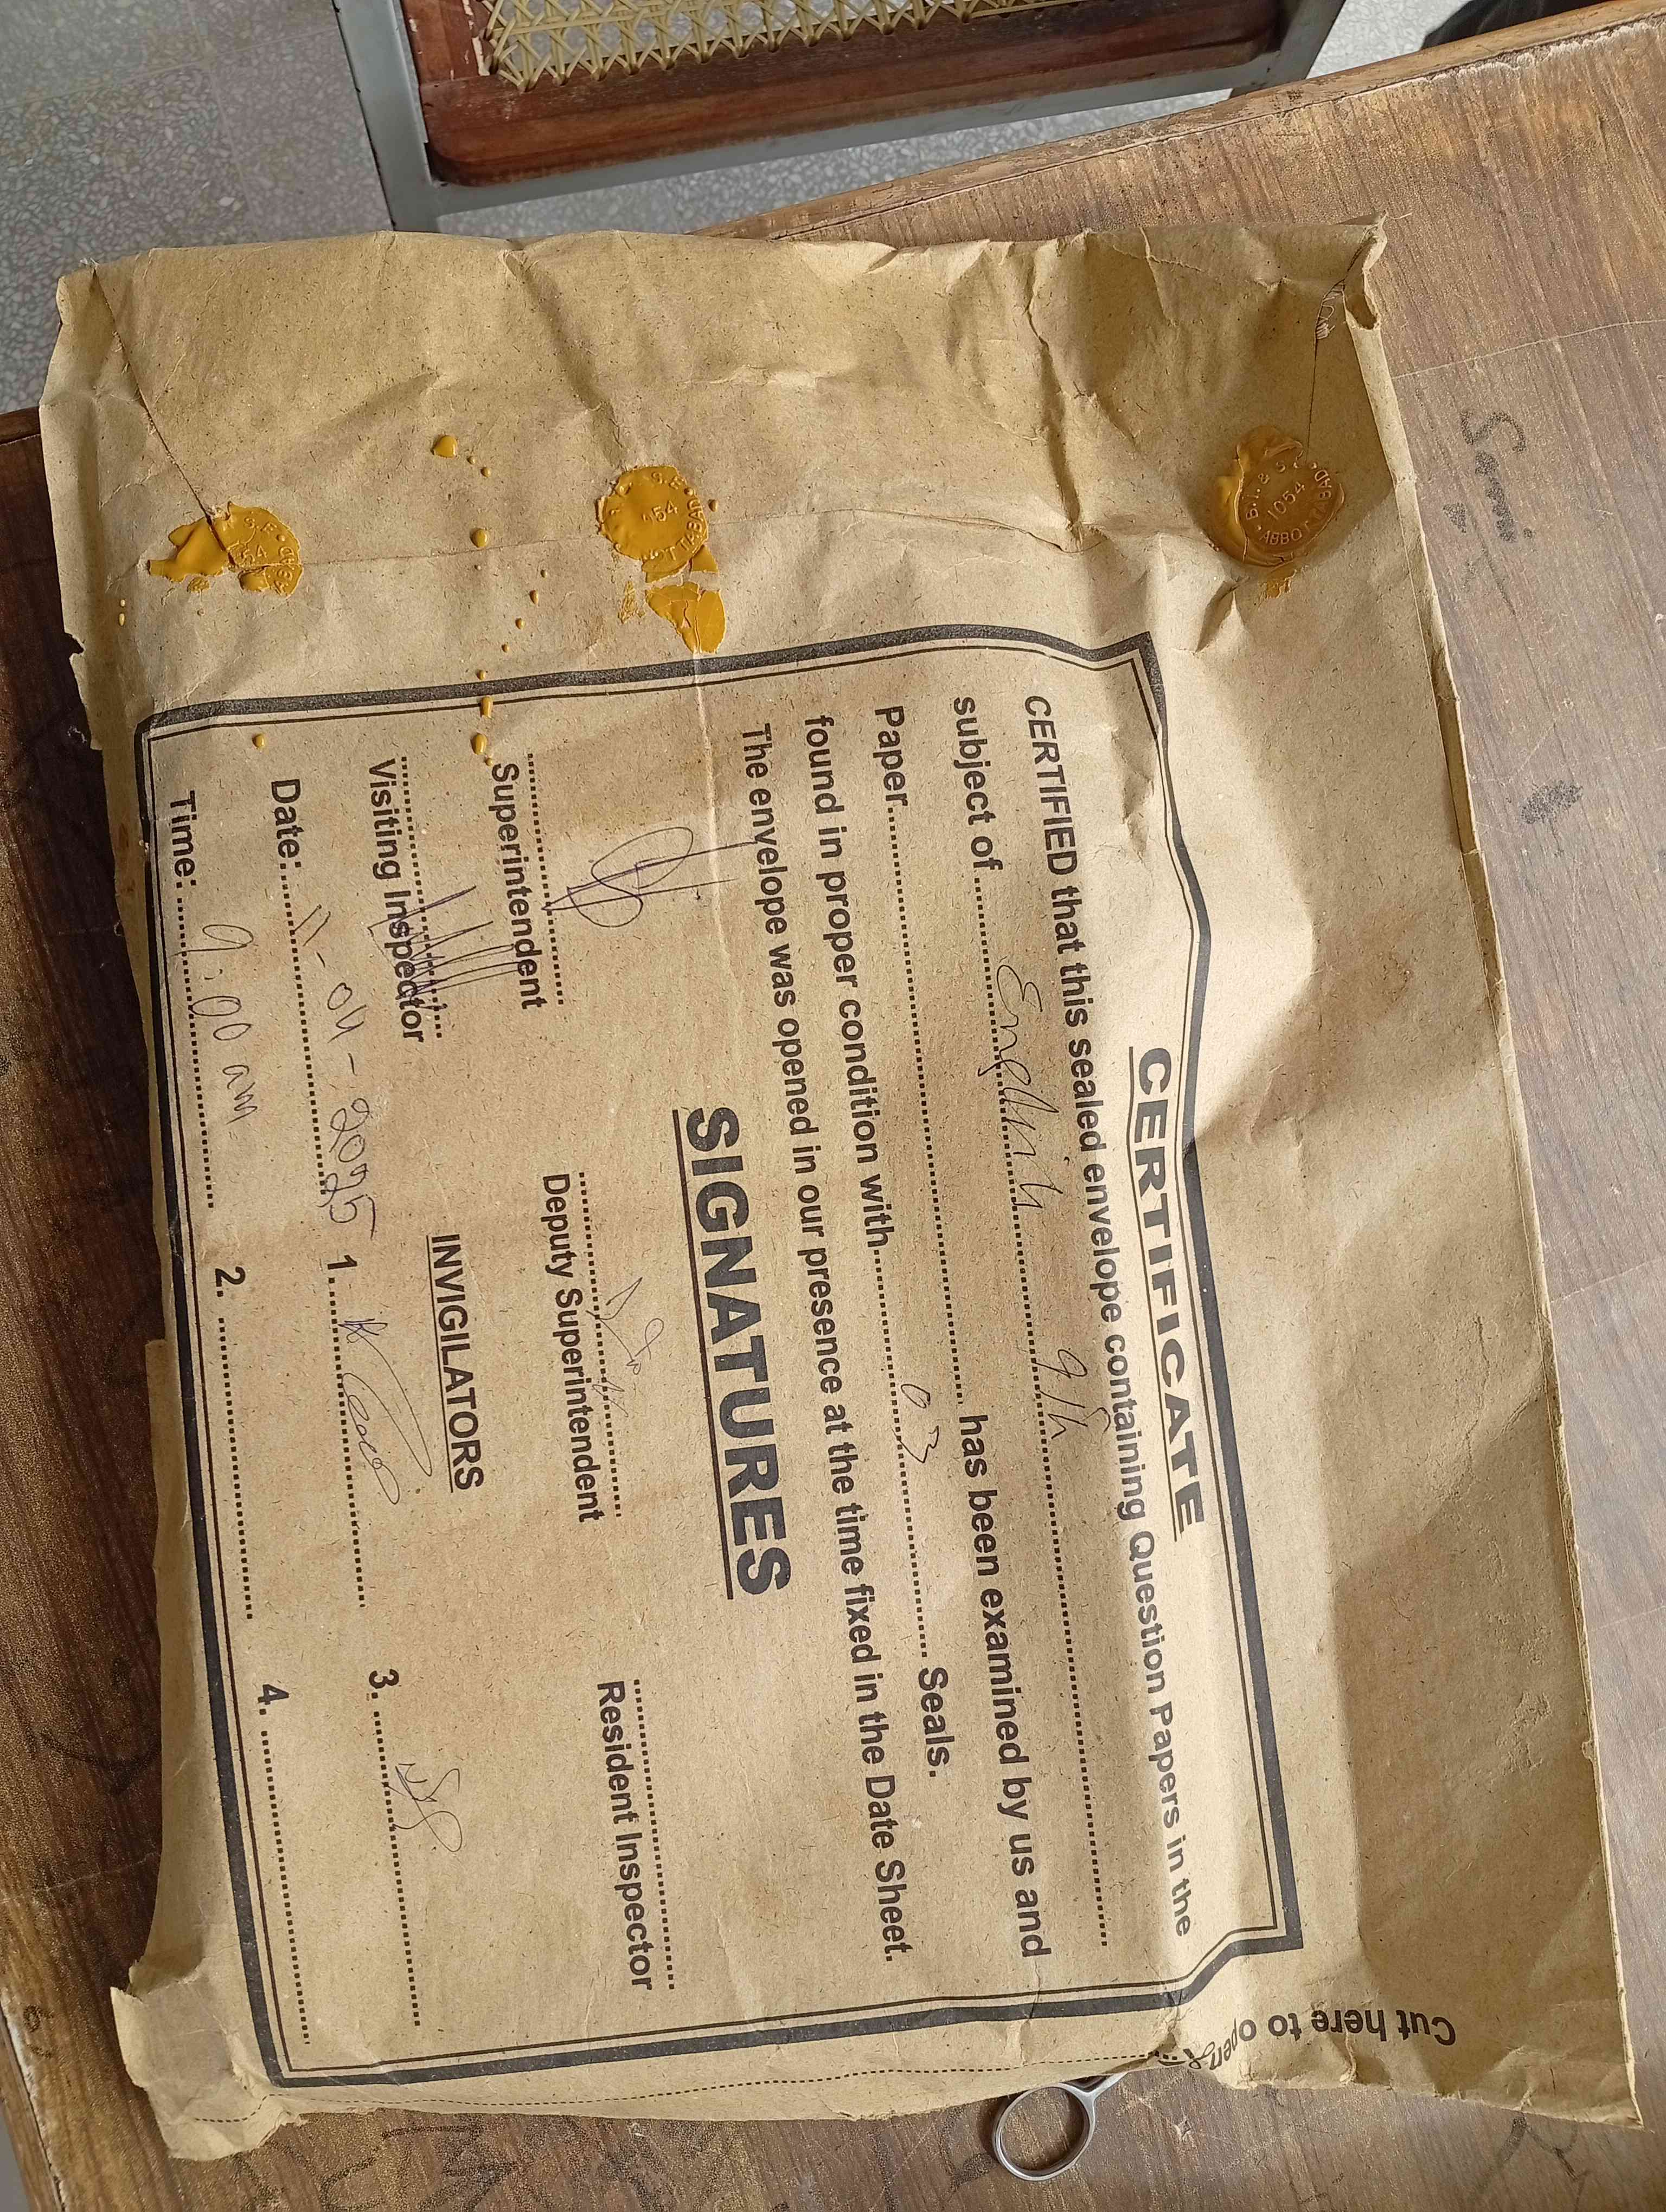 CERTIFICATE
CERTIFIED that this sealed envelope containing Question Papers in the
subject of ........ English ........ 9th ........
Paper........................ has been examined by us and
found in proper condition with........ 03 ........ Seals.
The envelope was opened in our presence at the time fixed in the Date Sheet.
SIGNATURES
Superintendent
Deputy Superintendent
Resident Inspector
Visiting Inspector
INVIGILATORS
Date: 11-04-2025
1. ........
3. ........
Time: 9:00 am
2. ........
4. ........
Cut here to open
B.I. & S.E. ABBOTTABAD
1054